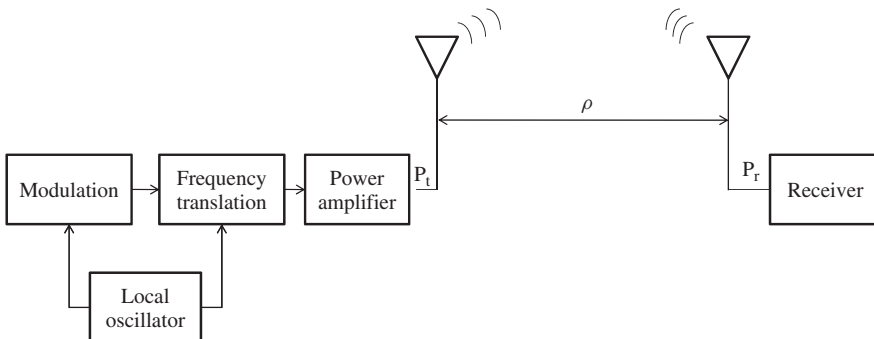 ρ
Modulation
Frequency
translation
Power
amplifier
P_t
P_r
Receiver
Local
oscillator